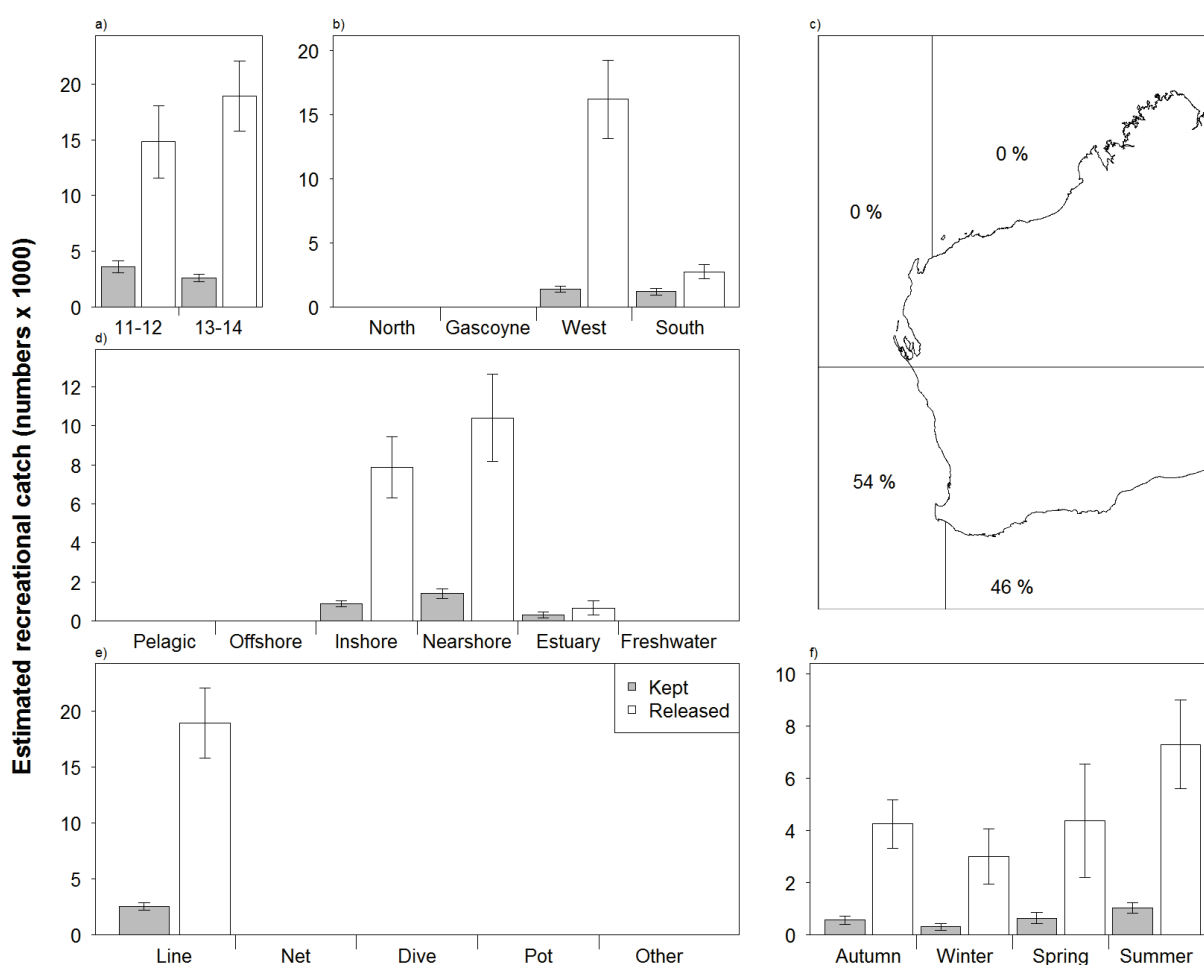 Estimated recreational catch (numbers x 1000)
a)
20
15
10
5
0
11-12 13-14
b)
20
15
10
5
0
North Gascoyne West South
c)
0 %
0 %
54 %
46 %
d)
12
10
8
6
4
2
0
Pelagic Offshore Inshore Nearshore Estuary Freshwater
e)
Kept
Released
20
15
10
5
0
Line Net Dive Pot Other
f)
10
8
6
4
2
0
Autumn Winter Spring Summer